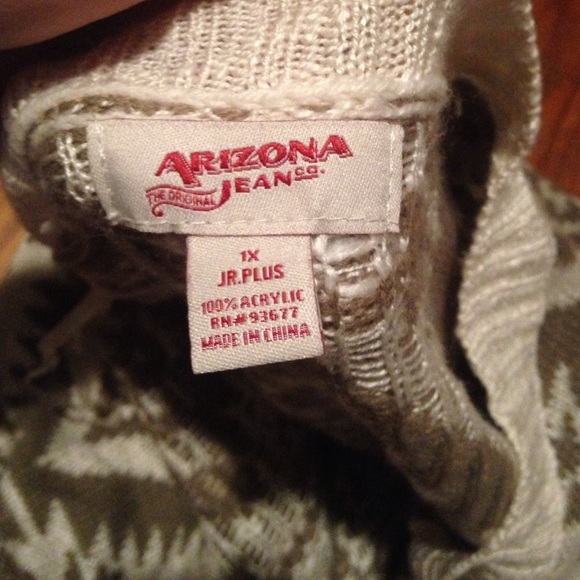 ARIZONA
THE ORIGINAL JEAN CO.
1X
JR.PLUS
100% ACRYLIC
RN#93677
MADE IN CHINA